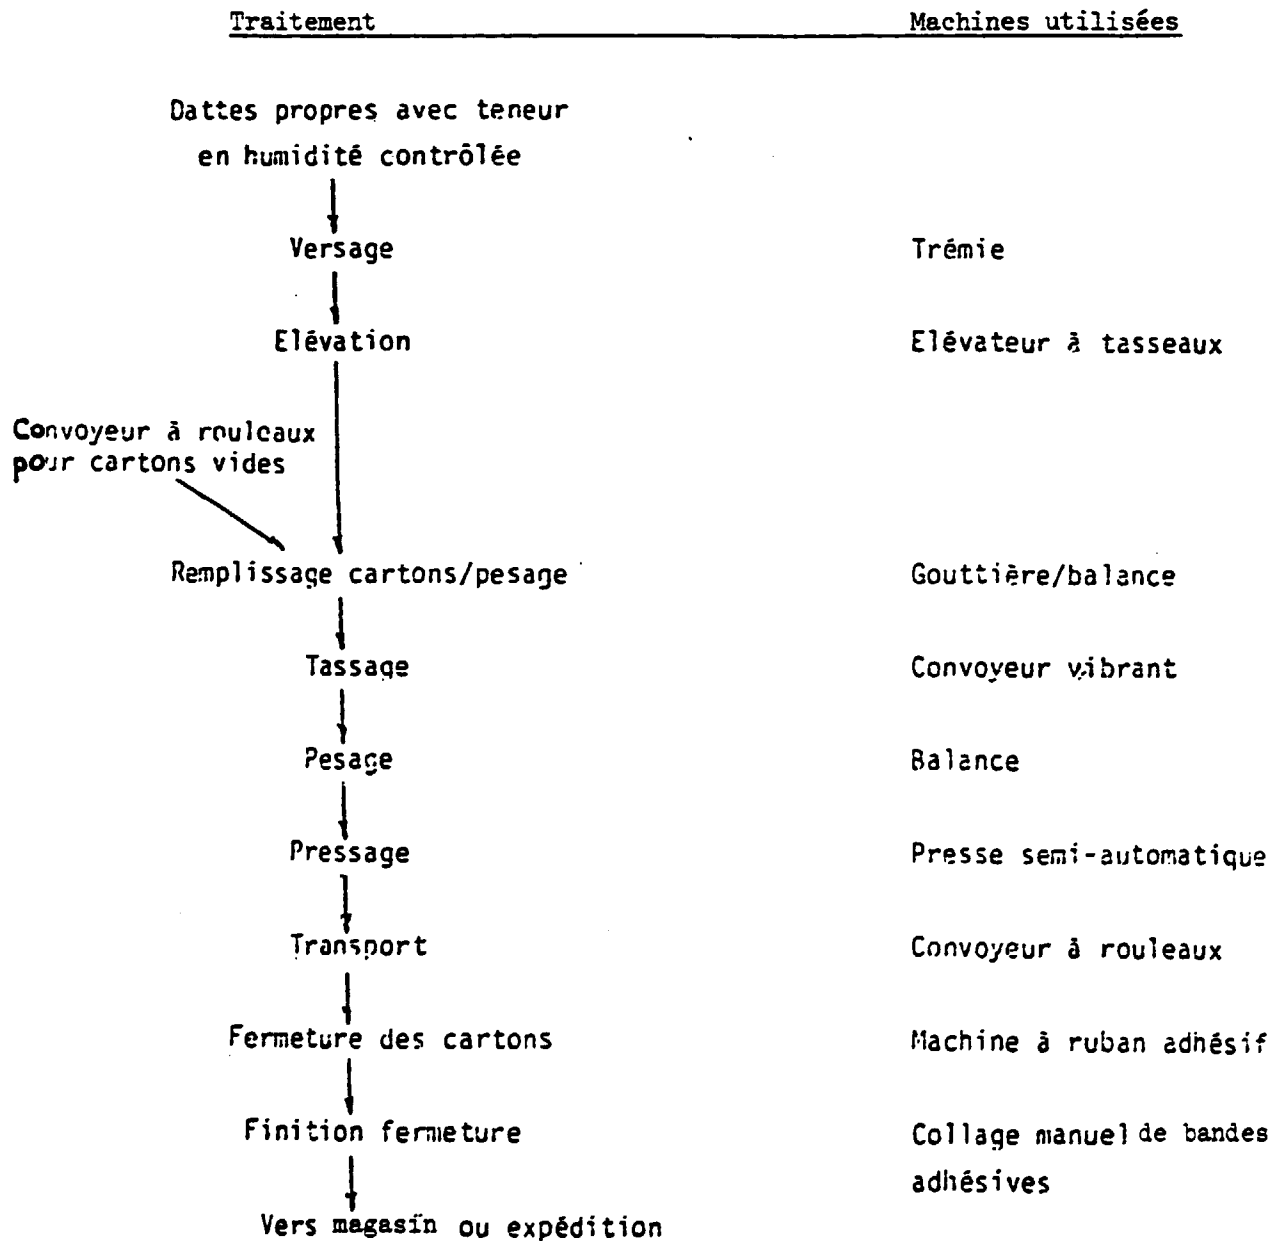 Traitement Machines utilisées
Dattes propres avec teneur
en humidité contrôlée
Versage Trémie
Elévation Elévateur à tasseaux
Convoyeur à rouleaux
pour cartons vides
Remplissage cartons/pesage Gouttière/balance
Tassage Convoyeur vibrant
Pesage Balance
Pressage Presse semi-automatique
Transport Convoyeur à rouleaux
Fermeture des cartons Machine à ruban adhésif
Finition fermeture Collage manuel de bandes
adhésives
Vers magasin ou expédition